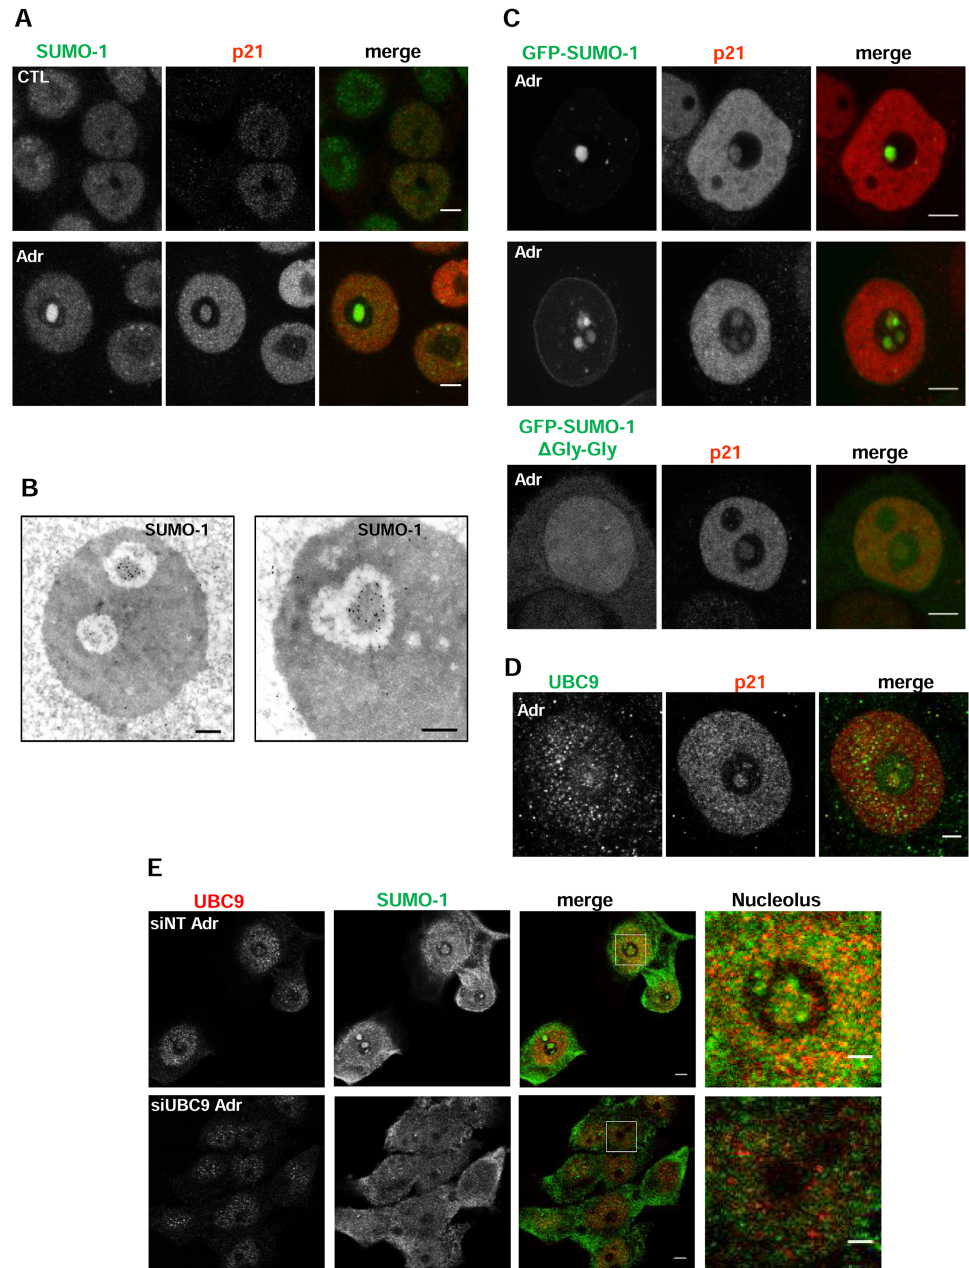 A
SUMO-1 p21 merge
CTL
Adr
B
SUMO-1 SUMO-1
C
GFP-SUMO-1 p21 merge
Adr
Adr
GFP-SUMO-1
ΔGly-Gly p21 merge
Adr
D
UBC9 p21 merge
Adr
E
UBC9 SUMO-1 merge Nucleolus
siNT Adr
siUBC9 Adr